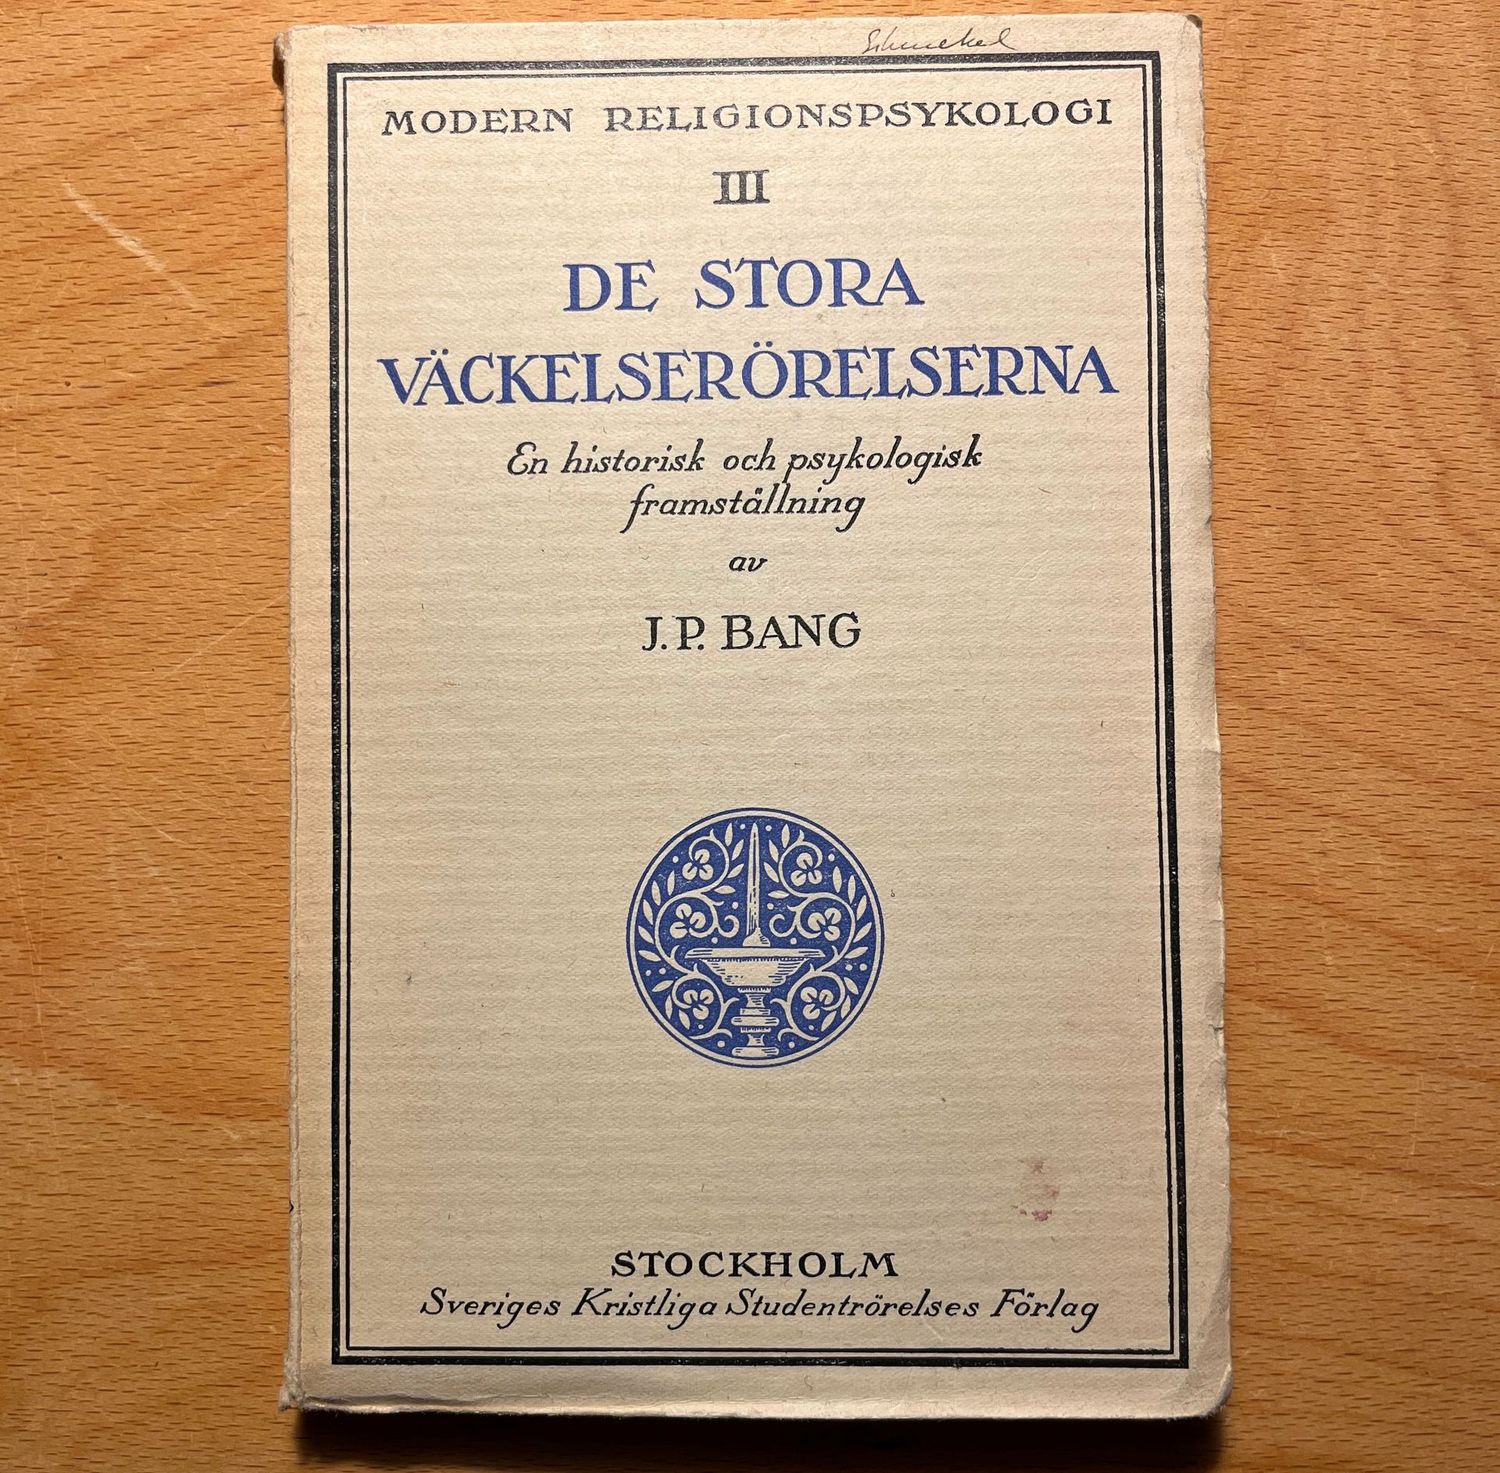 MODERN RELIGIONSPSYKOLOGI
III
DE STORA
VÄCKELSERÖRELSERNA
En historisk och psykologisk
framställning
av
J.P. BANG
STOCKHOLM
Sveriges Kristliga Studentrörelses Förlag